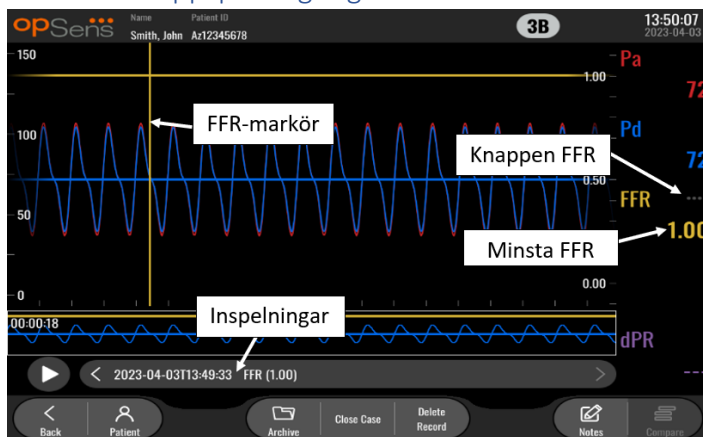 opSens
Name Patient ID
Smith, John Az12345678
3B
13:50:07
2023-04-03
150
1.00
Pa
72
FFR-markör
100
Pd
Knappen FFR
72
0.50
FFR
---
50
Minsta FFR
1.00
0.00
0
Inspelningar
00:00:18
dPR
< 2023-04-03T13:49:33 FFR (1.00) >
---
Back
Patient
Archive
Close Case
Delete
Record
Notes
Compare